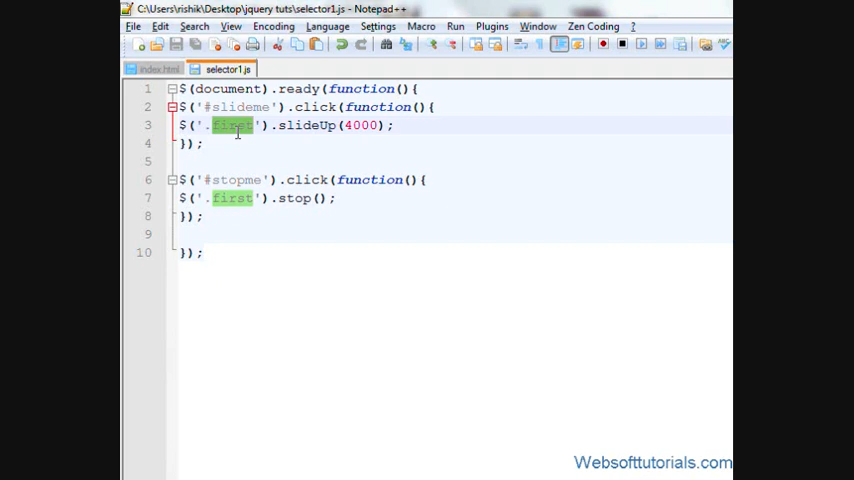 C:\Users\rishik\Desktop\jquery tuts\selector1.js - Notepad++
File Edit Search View Encoding Language Settings Macro Run Plugins Window Zen Coding ?
index.html selector1.js
1 $(document).ready(function(){
2 $('#slideme').click(function(){
3 $('.first').slideUp(4000);
4 });
5
6 $('#stopme').click(function(){
7 $('.first').stop();
8 });
9
10 });
Websofttutorials.com